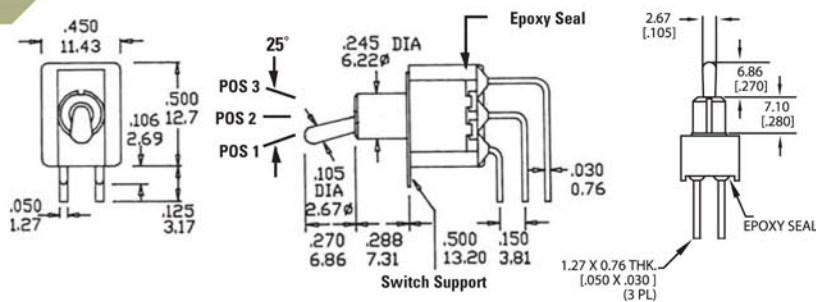 .450
11.43
.500
12.7
.106
2.69
.050
1.27
.125
3.17
25°
POS 3
POS 2
POS 1
.245 DIA
6.22ø
Epoxy Seal
.105
DIA
2.67ø
.030
0.76
.270
6.86
.288
7.31
.500
13.20
.150
3.81
Switch Support
2.67
[.105]
6.86
[.270]
7.10
[.280]
EPOXY SEAL
1.27 X 0.76 THK.
[.050 X .030 ]
(3 PL)